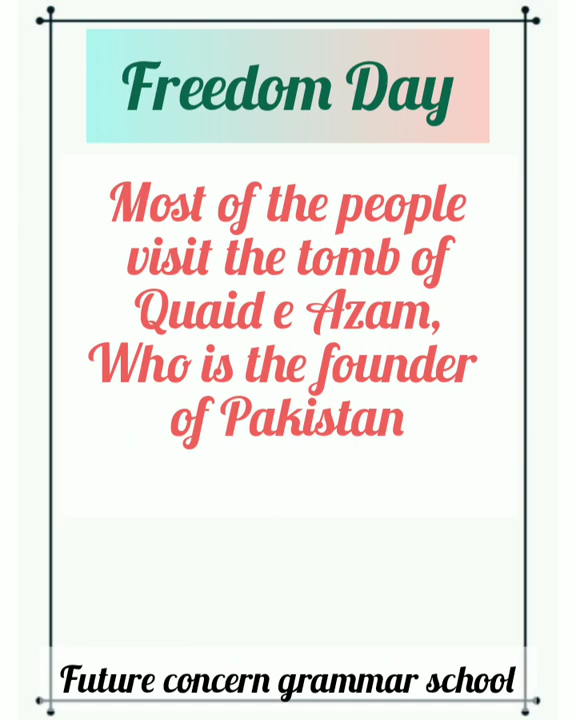 Freedom Day
Most of the people
visit the tomb of
Quaid e Azam,
Who is the founder
of Pakistan
Future concern grammar school